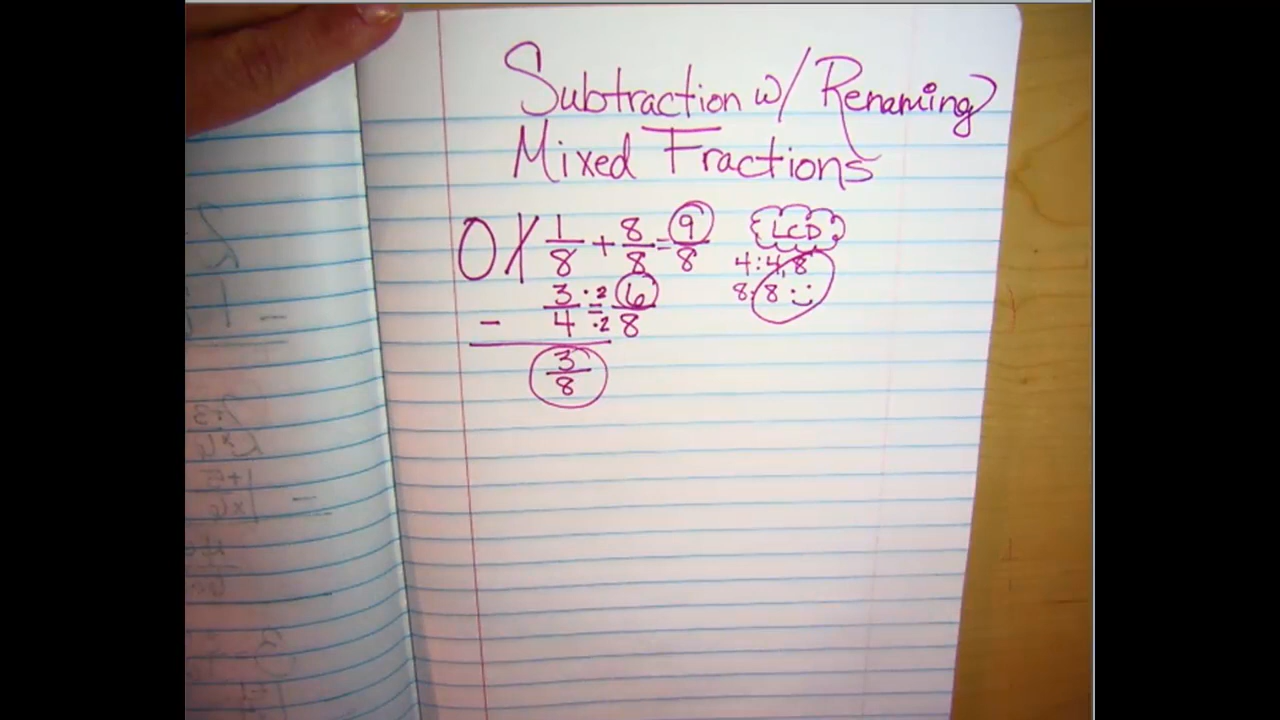 Subtraction w/ Renaming
Mixed Fractions
0 1 1/8 + 8/8 = 9/8
LCD
4: 4, 8
8: 8
- 3/4 ·2 = ·2 6/8
3/8